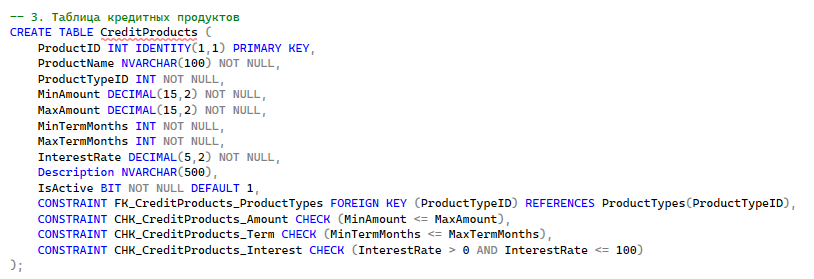 -- 3. Таблица кредитных продуктов
CREATE TABLE CreditProducts (
    ProductID INT IDENTITY(1,1) PRIMARY KEY,
    ProductName NVARCHAR(100) NOT NULL,
    ProductTypeID INT NOT NULL,
    MinAmount DECIMAL(15,2) NOT NULL,
    MaxAmount DECIMAL(15,2) NOT NULL,
    MinTermMonths INT NOT NULL,
    MaxTermMonths INT NOT NULL,
    InterestRate DECIMAL(5,2) NOT NULL,
    Description NVARCHAR(500),
    IsActive BIT NOT NULL DEFAULT 1,
    CONSTRAINT FK_CreditProducts_ProductTypes FOREIGN KEY (ProductTypeID) REFERENCES ProductTypes(ProductTypeID),
    CONSTRAINT CHK_CreditProducts_Amount CHECK (MinAmount <= MaxAmount),
    CONSTRAINT CHK_CreditProducts_Term CHECK (MinTermMonths <= MaxTermMonths),
    CONSTRAINT CHK_CreditProducts_Interest CHECK (InterestRate > 0 AND InterestRate <= 100)
);